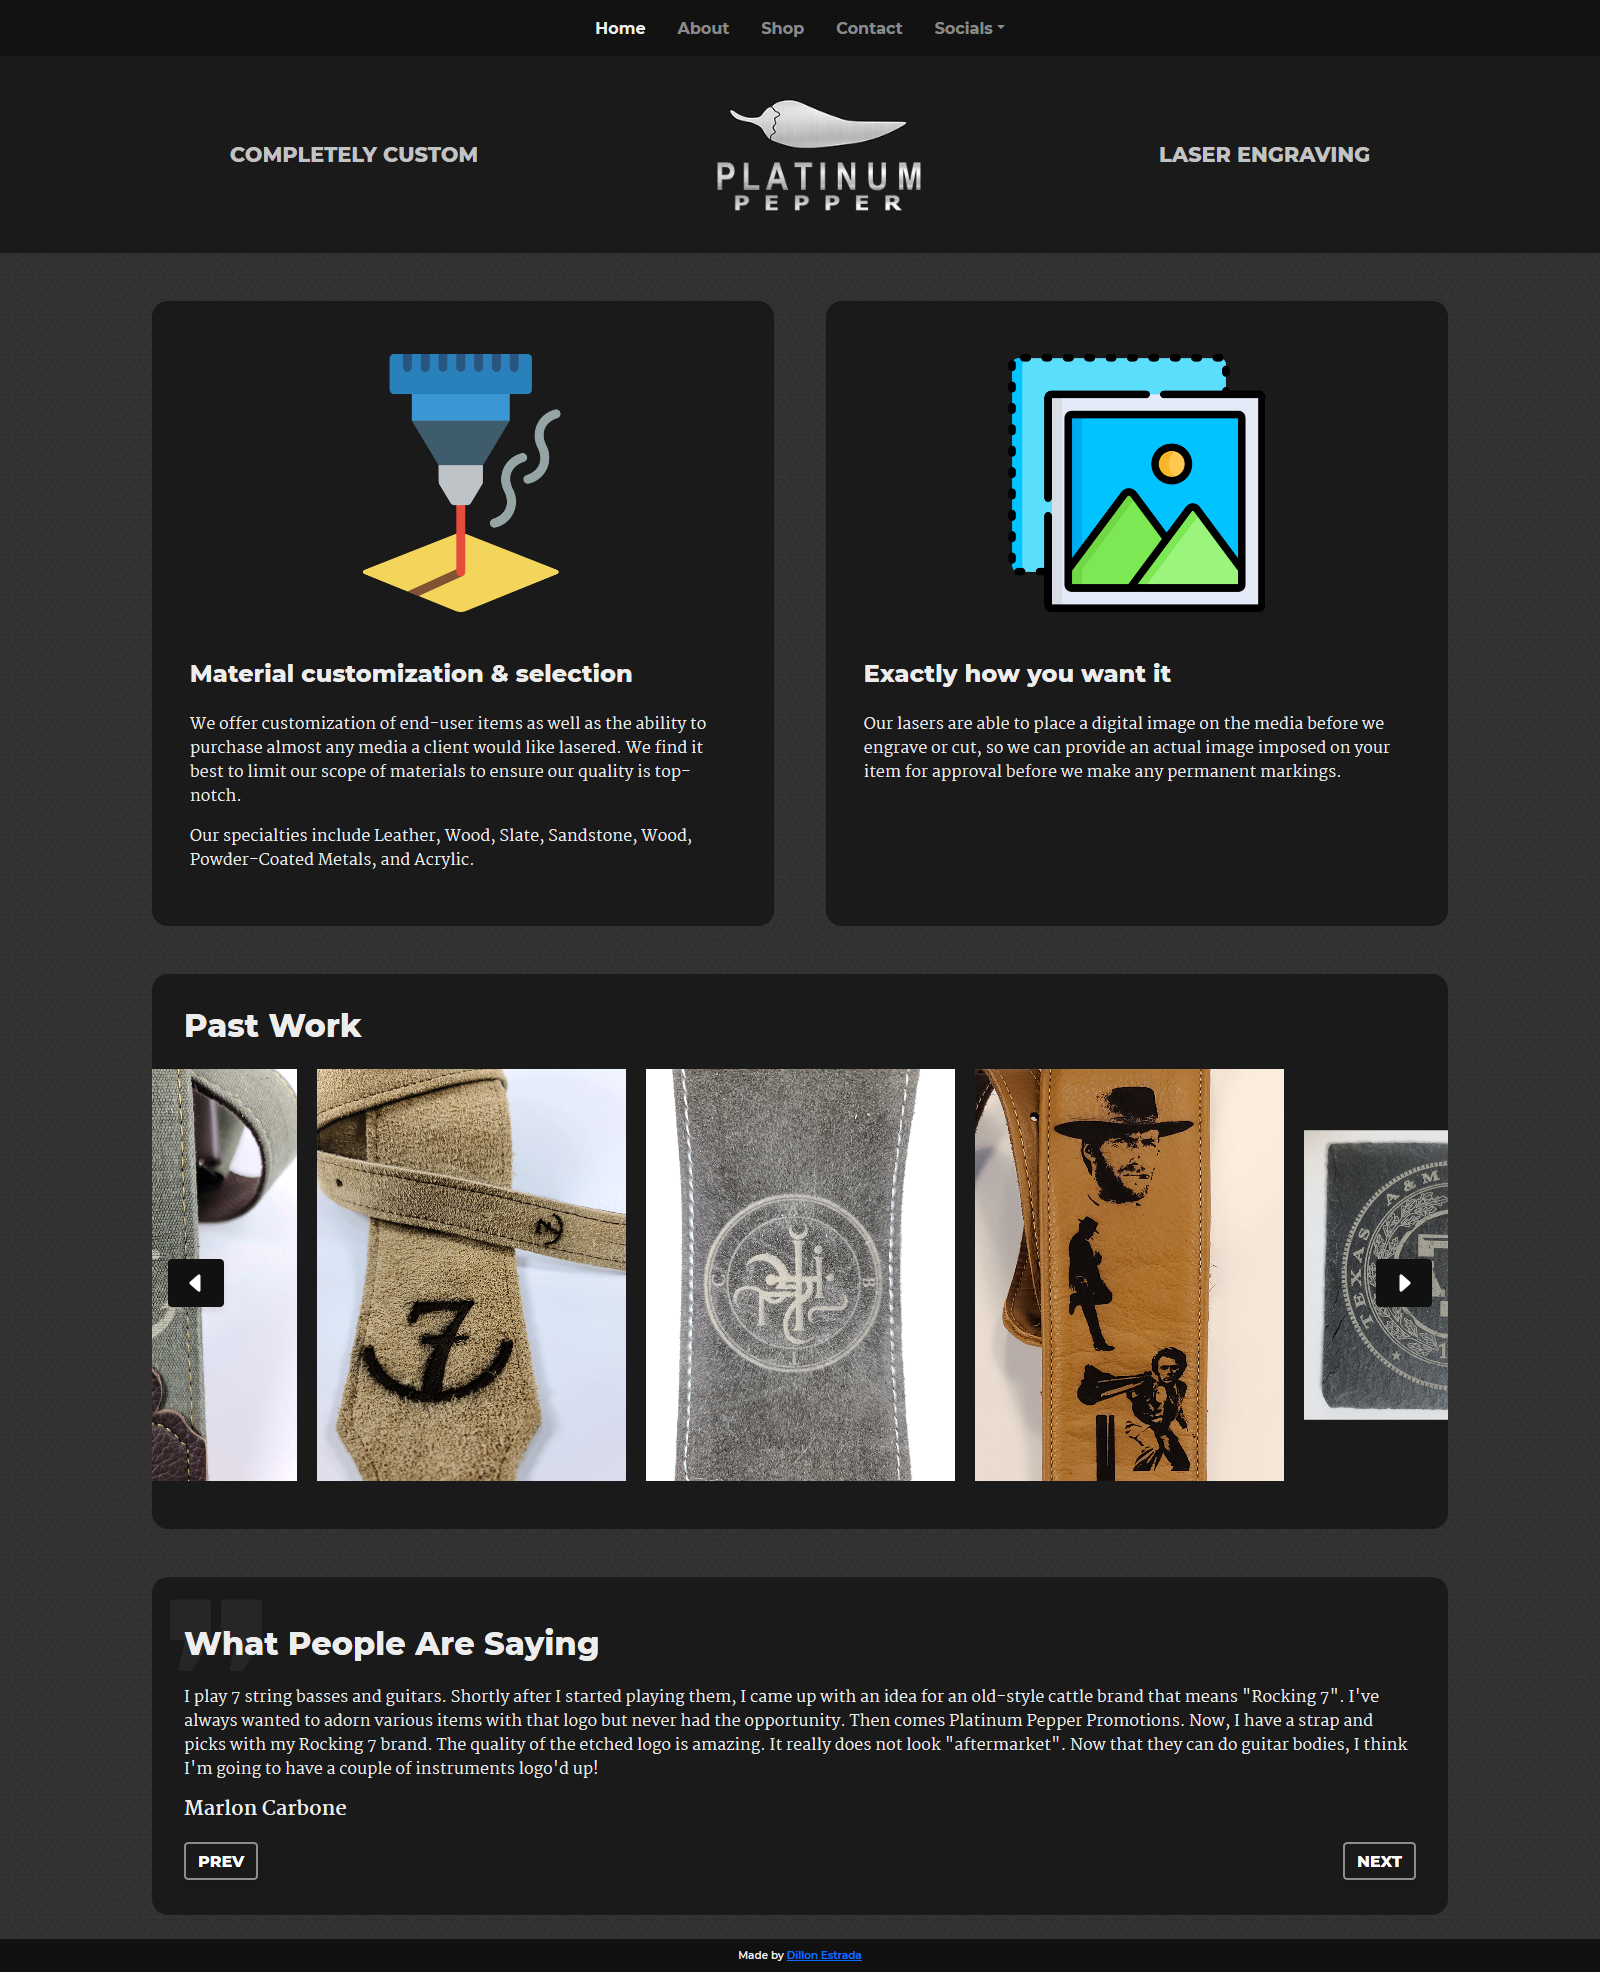 Home About Shop Contact Socials
COMPLETELY CUSTOM
PLATINUM
PEPPER
LASER ENGRAVING
Material customization & selection
We offer customization of end-user items as well as the ability to
purchase almost any media a client would like lasered. We find it
best to limit our scope of materials to ensure our quality is top-
notch.
Our specialties include Leather, Wood, Slate, Sandstone, Wood,
Powder-Coated Metals, and Acrylic.
Exactly how you want it
Our lasers are able to place a digital image on the media before we
engrave or cut, so we can provide an actual image imposed on your
item for approval before we make any permanent markings.
Past Work
7
7
A
C
B
TEXAS A&M
1
What People Are Saying
I play 7 string basses and guitars. Shortly after I started playing them, I came up with an idea for an old-style cattle brand that means "Rocking 7". I've
always wanted to adorn various items with that logo but never had the opportunity. Then comes Platinum Pepper Promotions. Now, I have a strap and
picks with my Rocking 7 brand. The quality of the etched logo is amazing. It really does not look "aftermarket". Now that they can do guitar bodies, I think
I'm going to have a couple of instruments logo'd up!
Marlon Carbone
PREV
NEXT
Made by Dillon Estrada